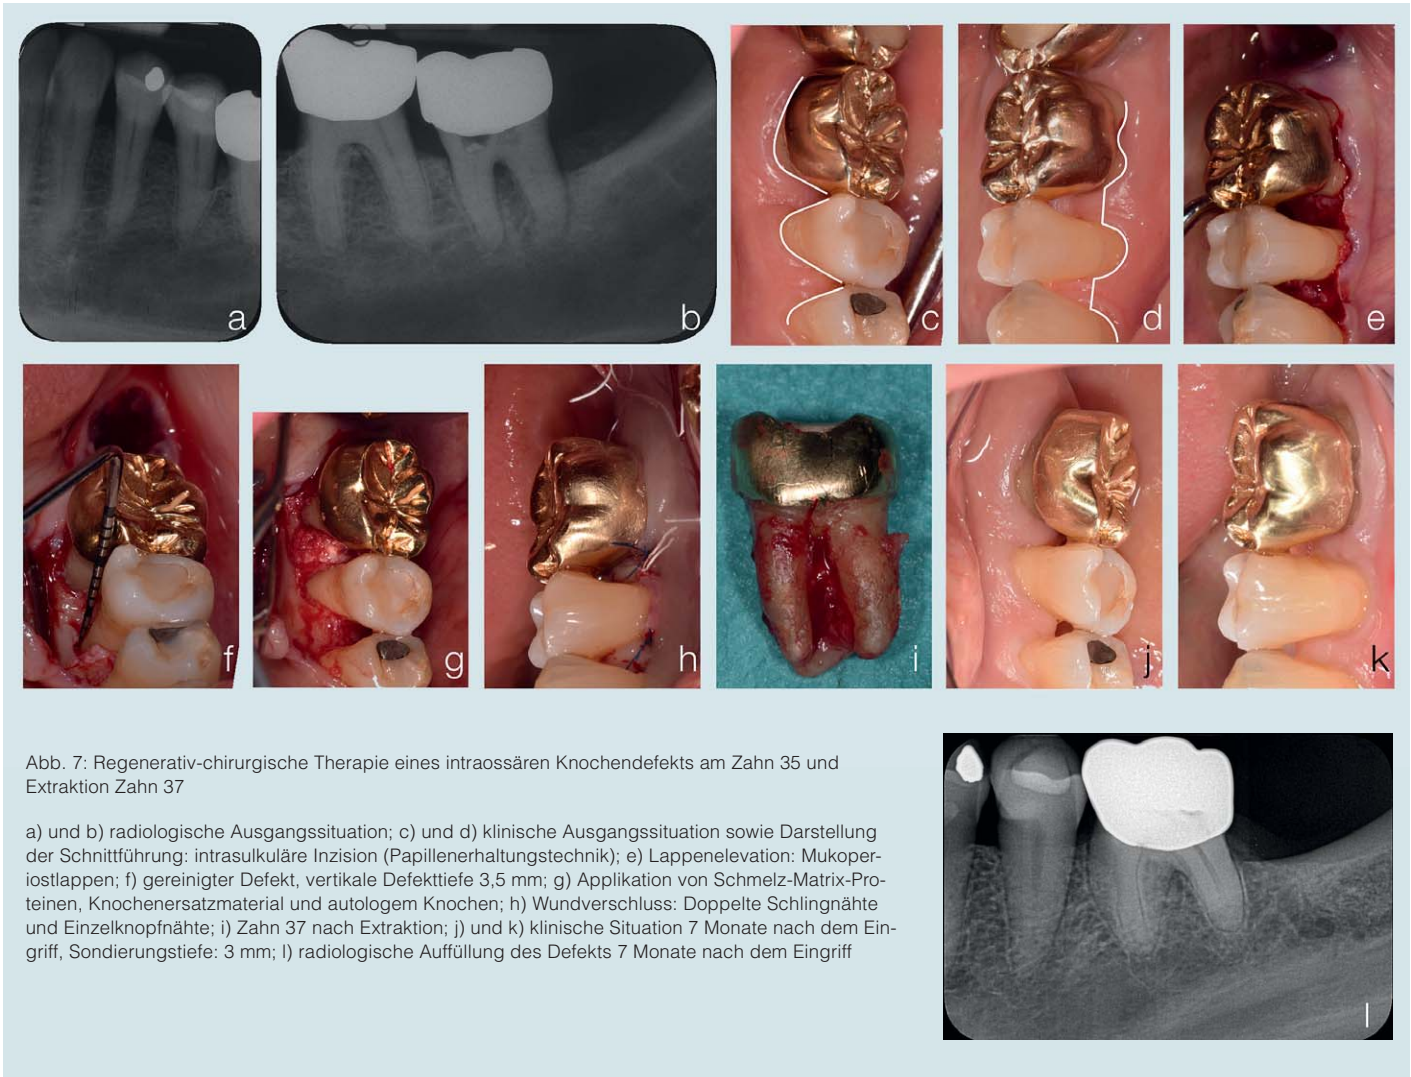 a
b
c
d
e
f
g
h
i
j
k
Abb. 7: Regenerativ-chirurgische Therapie eines intraossären Knochendefekts am Zahn 35 und
Extraktion Zahn 37
a) und b) radiologische Ausgangssituation; c) und d) klinische Ausgangssituation sowie Darstellung
der Schnittführung: intrasulkuläre Inzision (Papillenerhaltungstechnik); e) Lappenelevation: Mukoper-
iostlappen; f) gereinigter Defekt, vertikale Defekttiefe 3,5 mm; g) Applikation von Schmelz-Matrix-Pro-
teinen, Knochenersatzmaterial und autologem Knochen; h) Wundverschluss: Doppelte Schlingnähte
und Einzelknopfnähte; i) Zahn 37 nach Extraktion; j) und k) klinische Situation 7 Monate nach dem Ein-
griff, Sondierungstiefe: 3 mm; l) radiologische Auffüllung des Defekts 7 Monate nach dem Eingriff
l